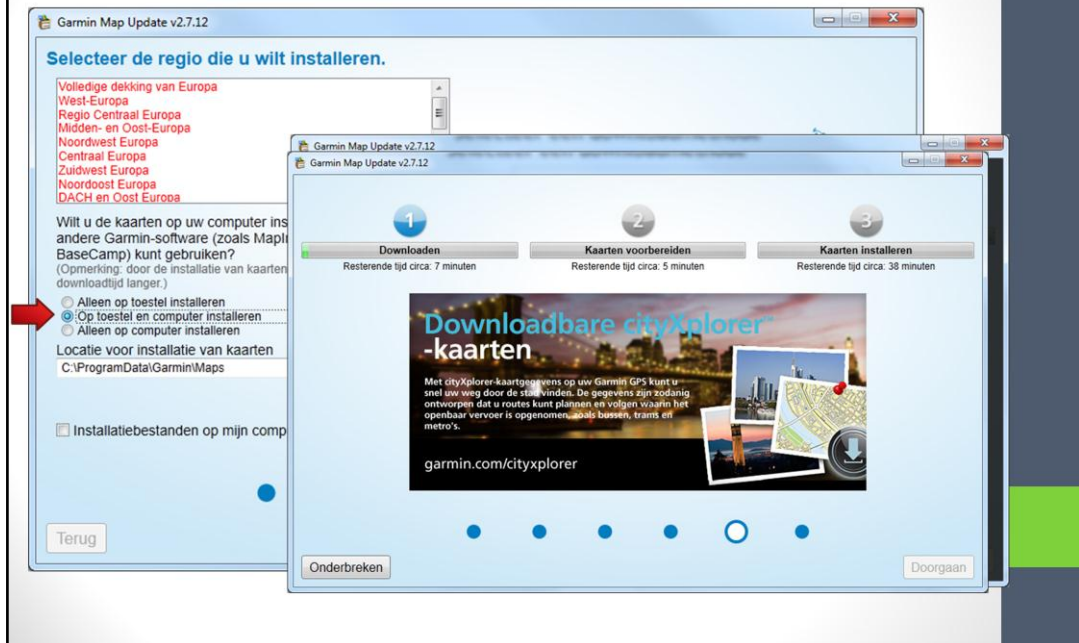 Garmin Map Update v2.7.12
Selecteer de regio die u wilt installeren.
Volledige dekking van Europa
West-Europa
Regio Centraal Europa
Midden- en Oost-Europa
Noordwest Europa
Centraal Europa
Zuidwest Europa
Noordoost Europa
DACH en Oost Europa
Wilt u de kaarten op uw computer ins
andere Garmin-software (zoals MapI
BaseCamp) kunt gebruiken?
(Opmerking: door de installatie van kaarten
downloadtijd langer.)
Alleen op toestel installeren
Op toestel en computer installeren
Alleen op computer installeren
Locatie voor installatie van kaarten
C:\ProgramData\Garmin\Maps
Installatiebestanden op mijn comp
Terug
Garmin Map Update v2.7.12
Garmin Map Update v2.7.12
1 2 3
Downloaden Kaarten voorbereiden Kaarten installeren
Resterende tijd circa: 7 minuten Resterende tijd circa: 5 minuten Resterende tijd circa: 38 minuten
Downloadbare cityXplorer™
-kaarten
Met cityXplorer-kaartgegevens op uw Garmin GPS kunt u
snel uw weg door de stad vinden. De gegevens zijn zodanig
ontworpen dat u routes kunt plannen en volgen waarin het
openbaar vervoer is opgenomen, zoals bussen, trams en
metro's.
garmin.com/cityxplorer
Onderbreken Doorgaan